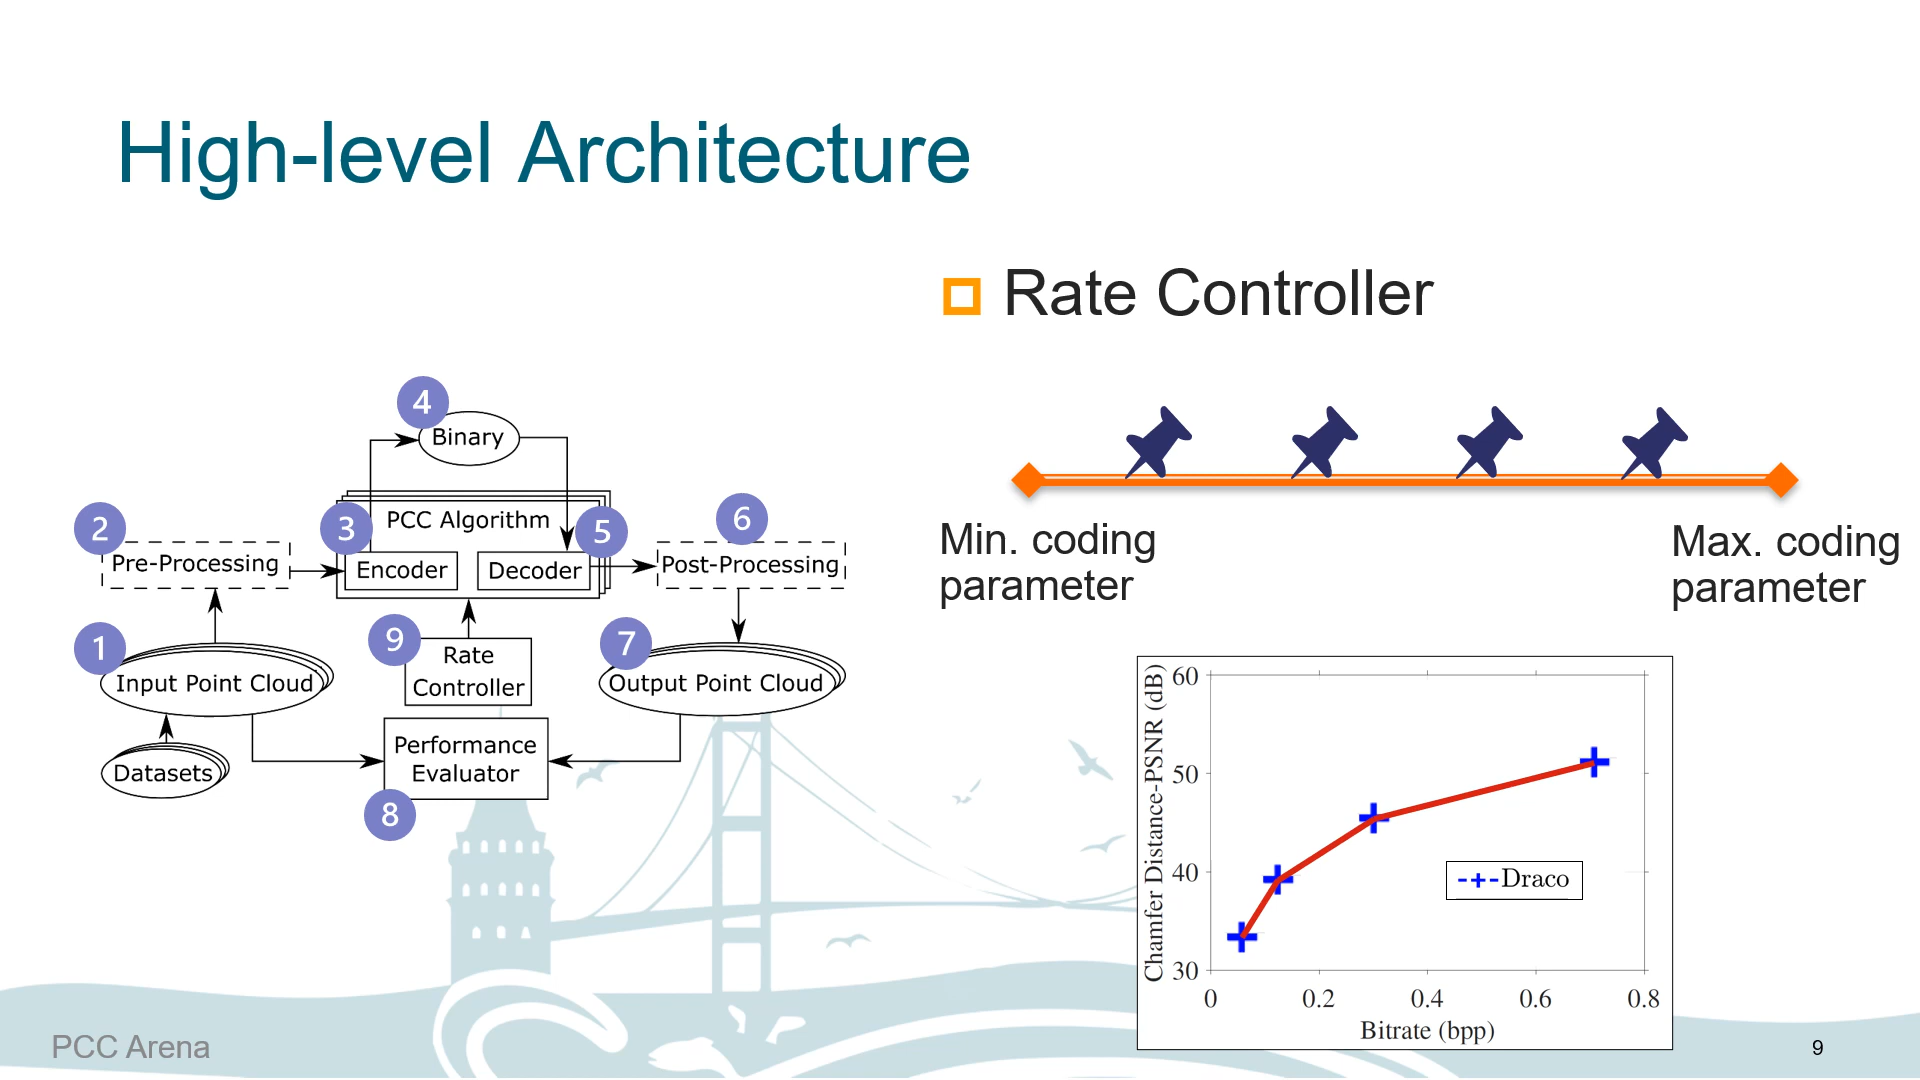 High-level Architecture
Rate Controller
4
Binary
2
3
PCC Algorithm
5
6
Pre-Processing
Encoder
Decoder
Post-Processing
1
9
7
Input Point Cloud
Rate
Controller
Output Point Cloud
Datasets
Performance
Evaluator
8
Min. coding
parameter
Max. coding
parameter
Chamfer Distance-PSNR (dB)
60
50
40
30
Draco
0
0.2
0.4
0.6
0.8
Bitrate (bpp)
PCC Arena
9